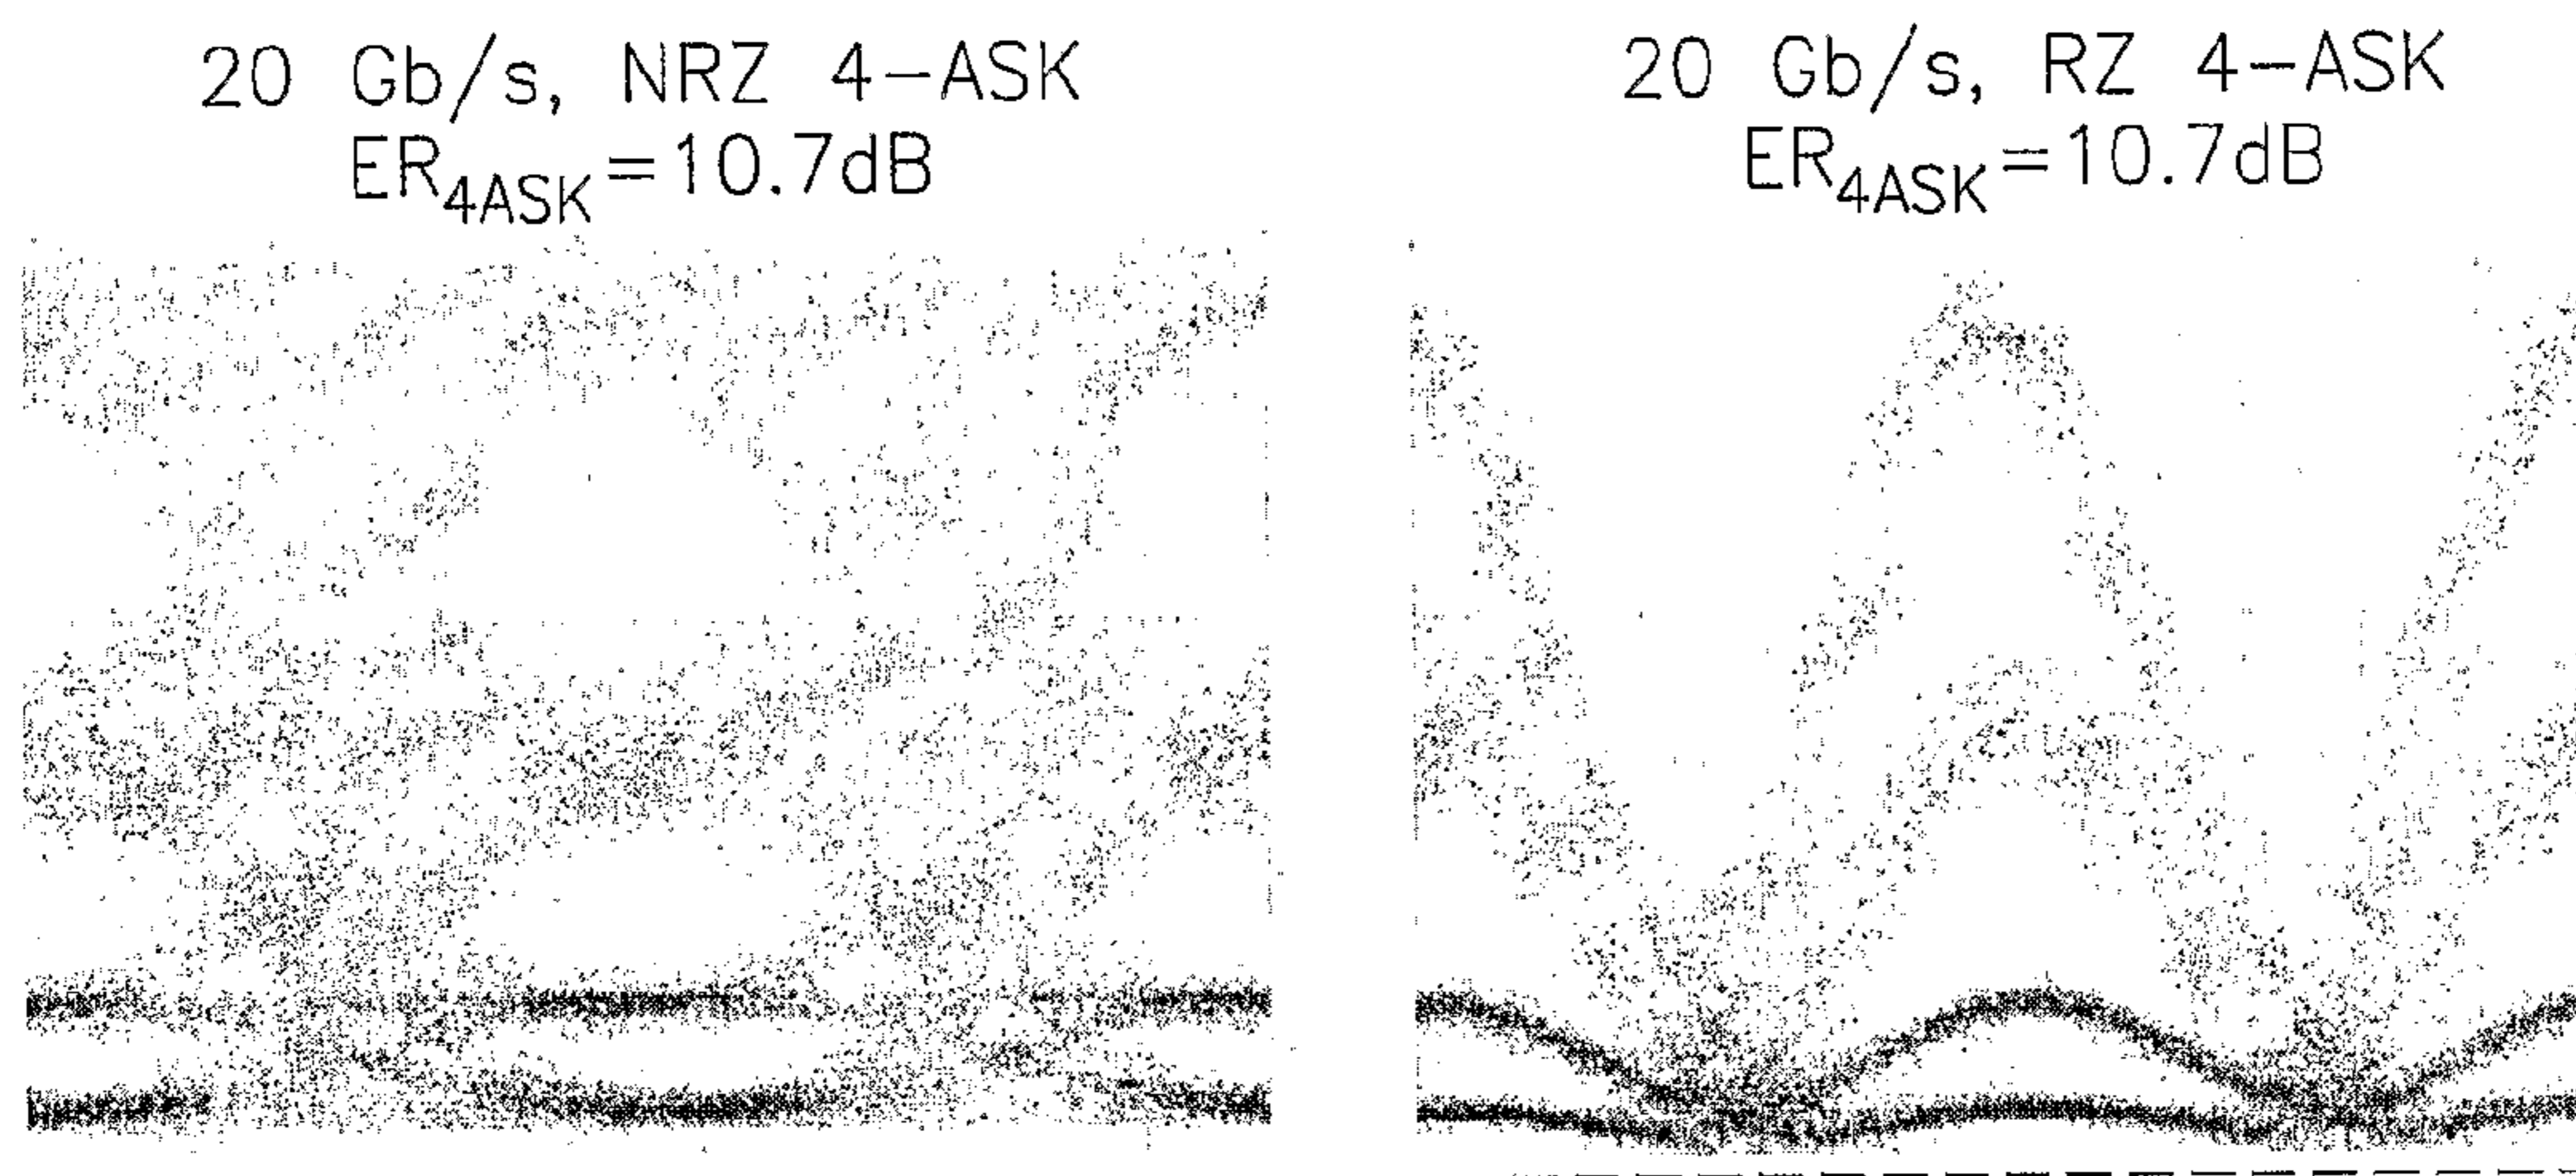 20 Gb/s, NRZ 4-ASK
ER4ASK=10.7dB
20 Gb/s, RZ 4-ASK
ER4ASK=10.7dB